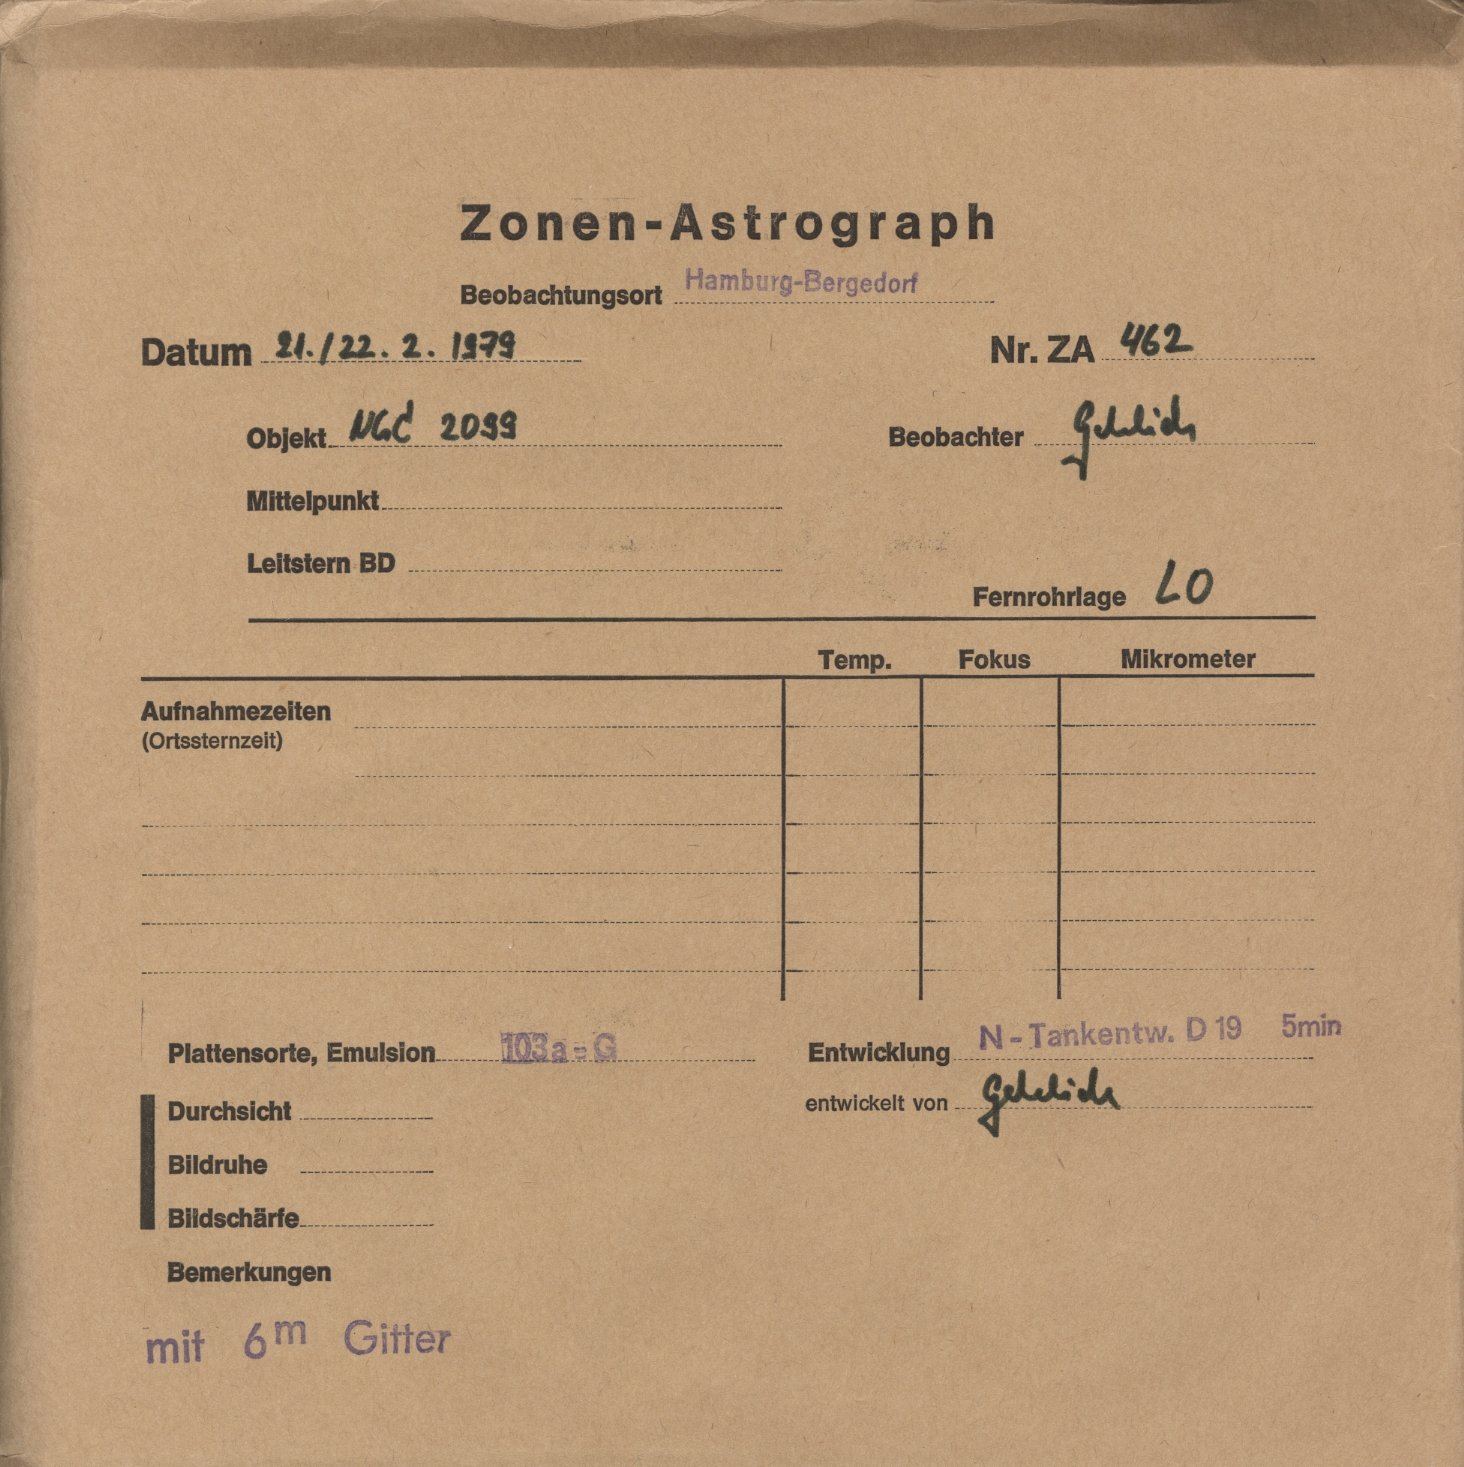 Zonen-Astrograph
Beobachtungsort Hamburg-Bergedorf
Datum 21./22. 2. 1979 Nr. ZA 462
Objekt NGC 2099 Beobachter
Mittelpunkt
Leitstern BD
Fernrohrlage LO
Temp. Fokus Mikrometer
Aufnahmezeiten
(Ortssternzeit)
Plattensorte, Emulsion 103a-G Entwicklung N-Tankentw. D 19 5min
Durchsicht entwickelt von
Bildruhe
Bildschärfe
Bemerkungen
mit 6m Gitter